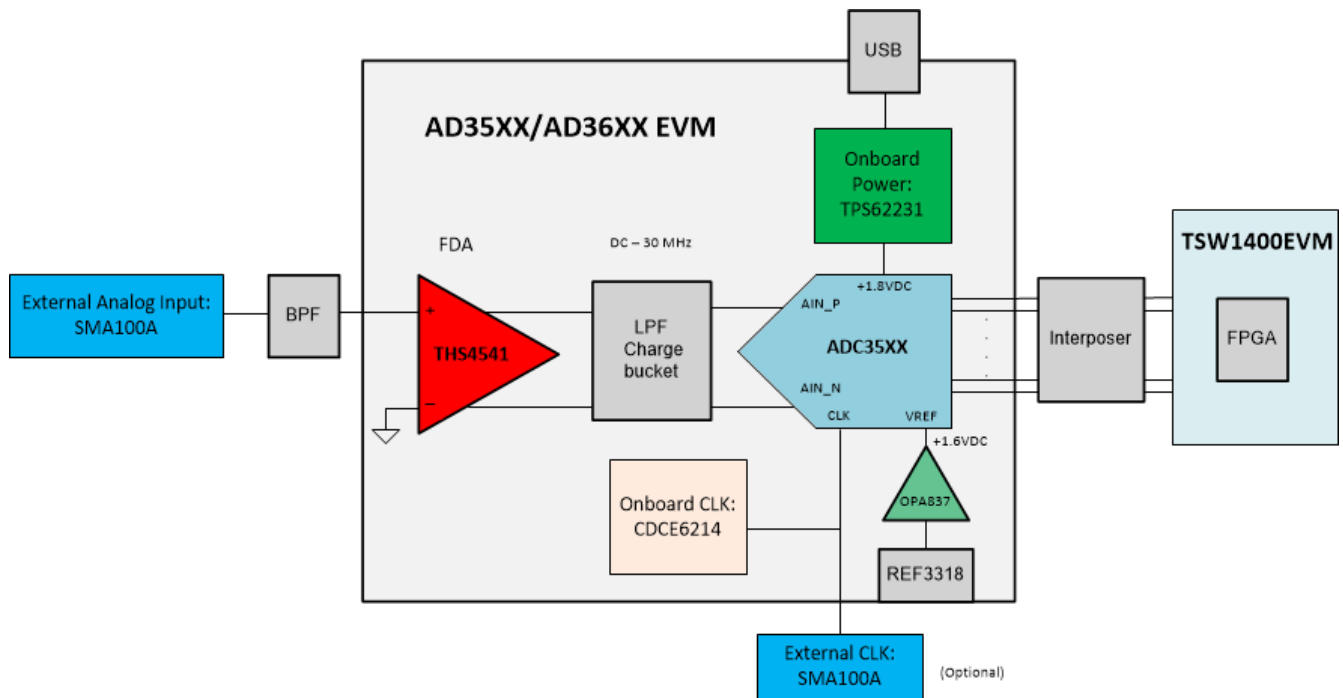 USB
AD35XX/AD36XX EVM
Onboard
Power:
TPS62231
TSW1400EVM
FDA
DC – 30 MHz
External Analog Input:
SMA100A
BPF
+
THS4541
–
LPF
Charge
bucket
+1.8VDC
AIN_P
ADC35XX
AIN_N
CLK
VREF
.
.
.
.
Interposer
FPGA
+1.6VDC
Onboard CLK:
CDCE6214
OPA837
REF3318
External CLK:
SMA100A
(Optional)